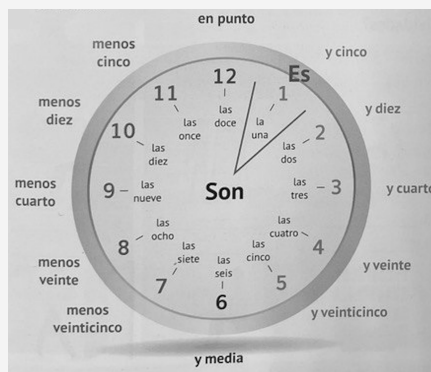 en punto
y cinco
y diez
y cuarto
y veinte
y veinticinco
y media
menos
veinticinco
menos
veinte
menos
cuarto
menos
diez
menos
cinco
Es
Son
12
las
doce
1
la
una
2
las
dos
3
las
tres
4
las
cuatro
5
las
cinco
6
las
seis
7
las
siete
8
las
ocho
9
las
nueve
10
las
diez
11
las
once